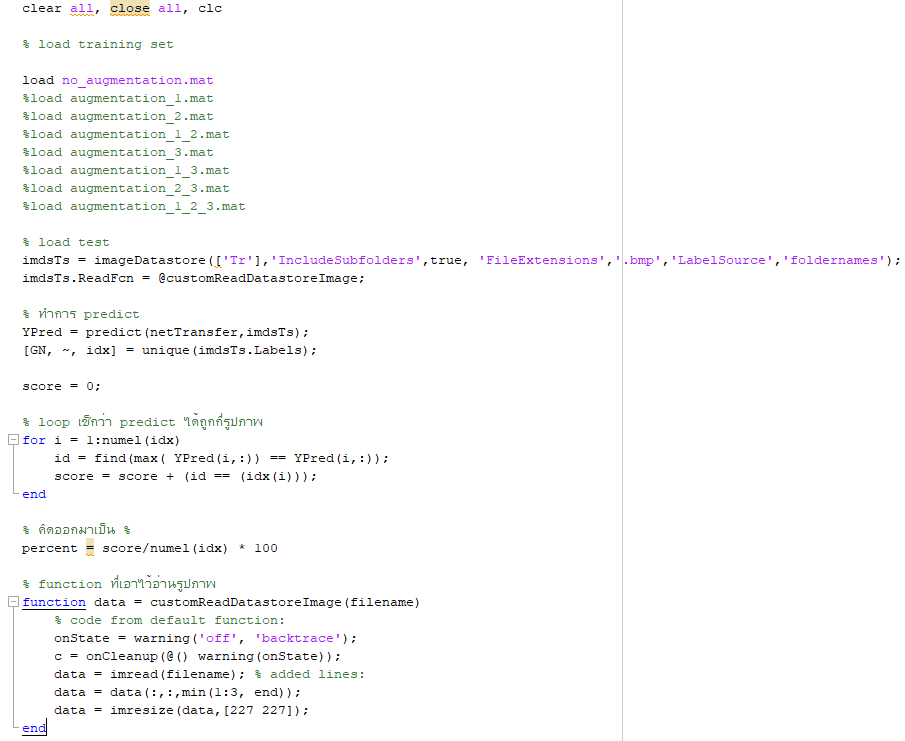 clear all, close all, clc
% load training set
load no_augmentation.mat
%load augmentation_1.mat
%load augmentation_2.mat
%load augmentation_1_2.mat
%load augmentation_3.mat
%load augmentation_1_3.mat
%load augmentation_2_3.mat
%load augmentation_1_2_3.mat
% load test
imdsTs = imageDatastore(['Tr'],'IncludeSubfolders',true, 'FileExtensions','.bmp','LabelSource','foldernames');
imdsTs.ReadFcn = @customReadDatastoreImage;
% ทำการ predict
YPred = predict(netTransfer,imdsTs);
[GN, ~, idx] = unique(imdsTs.Labels);
score = 0;
% loop เช็กว่า predict ได้ถูกกี่รูปภาพ
for i = 1:numel(idx)
    id = find(max( YPred(i,:)) == YPred(i,:));
    score = score + (id == (idx(i)));
end
% คิดออกมาเป็น %
percent = score/numel(idx) * 100
% function ที่เอาไว้อ่านรูปภาพ
function data = customReadDatastoreImage(filename)
    % code from default function:
    onState = warning('off', 'backtrace');
    c = onCleanup(@() warning(onState));
    data = imread(filename); % added lines:
    data = data(:,:,min(1:3, end));
    data = imresize(data,[227 227]);
end